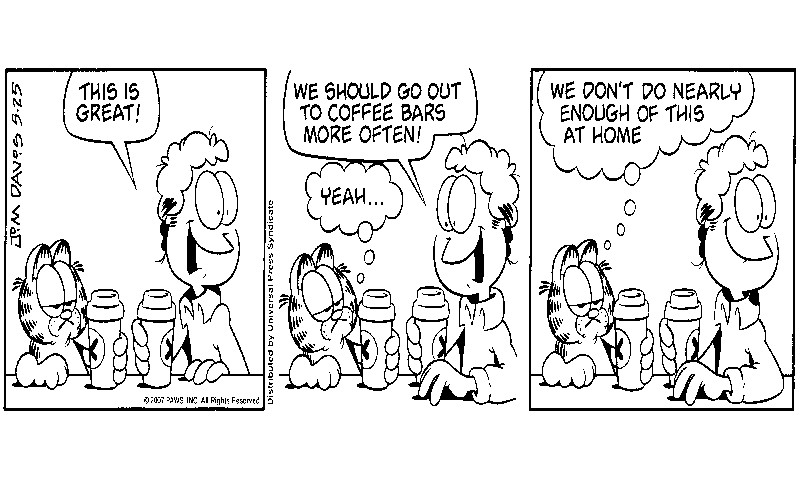 JIM DAVIS 5-25
THIS IS
GREAT!
© 2007 PAWS, INC. All Rights Reserved.
Distributed by Universal Press Syndicate
WE SHOULD GO OUT
TO COFFEE BARS
MORE OFTEN!
YEAH...
WE DON'T DO NEARLY
ENOUGH OF THIS
AT HOME